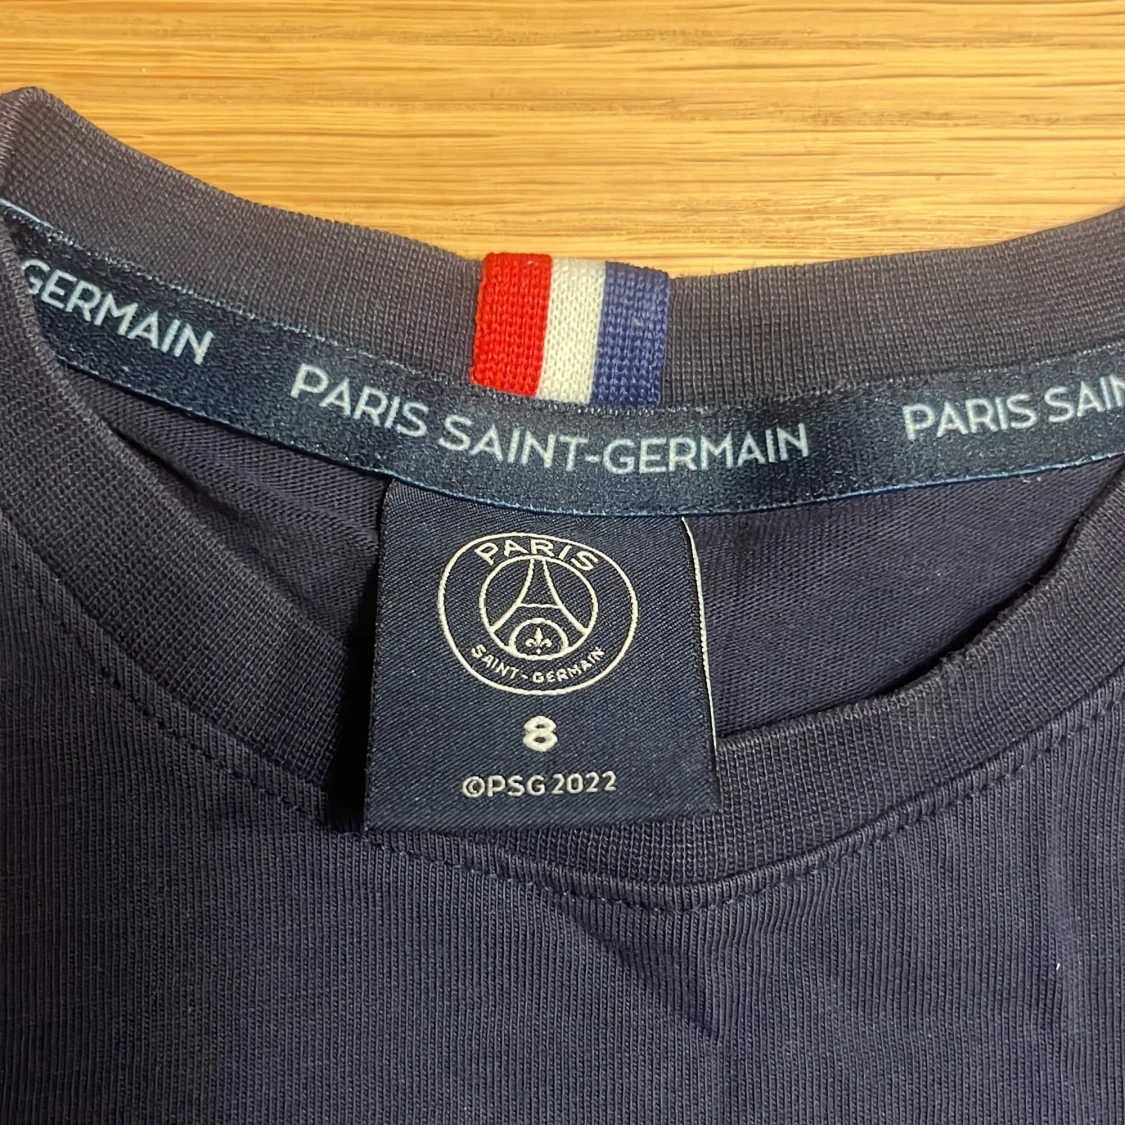 GERMAIN
PARIS SAINT-GERMAIN
PARIS SAIN
PARIS
SAINT-GERMAIN
8
©PSG 2022